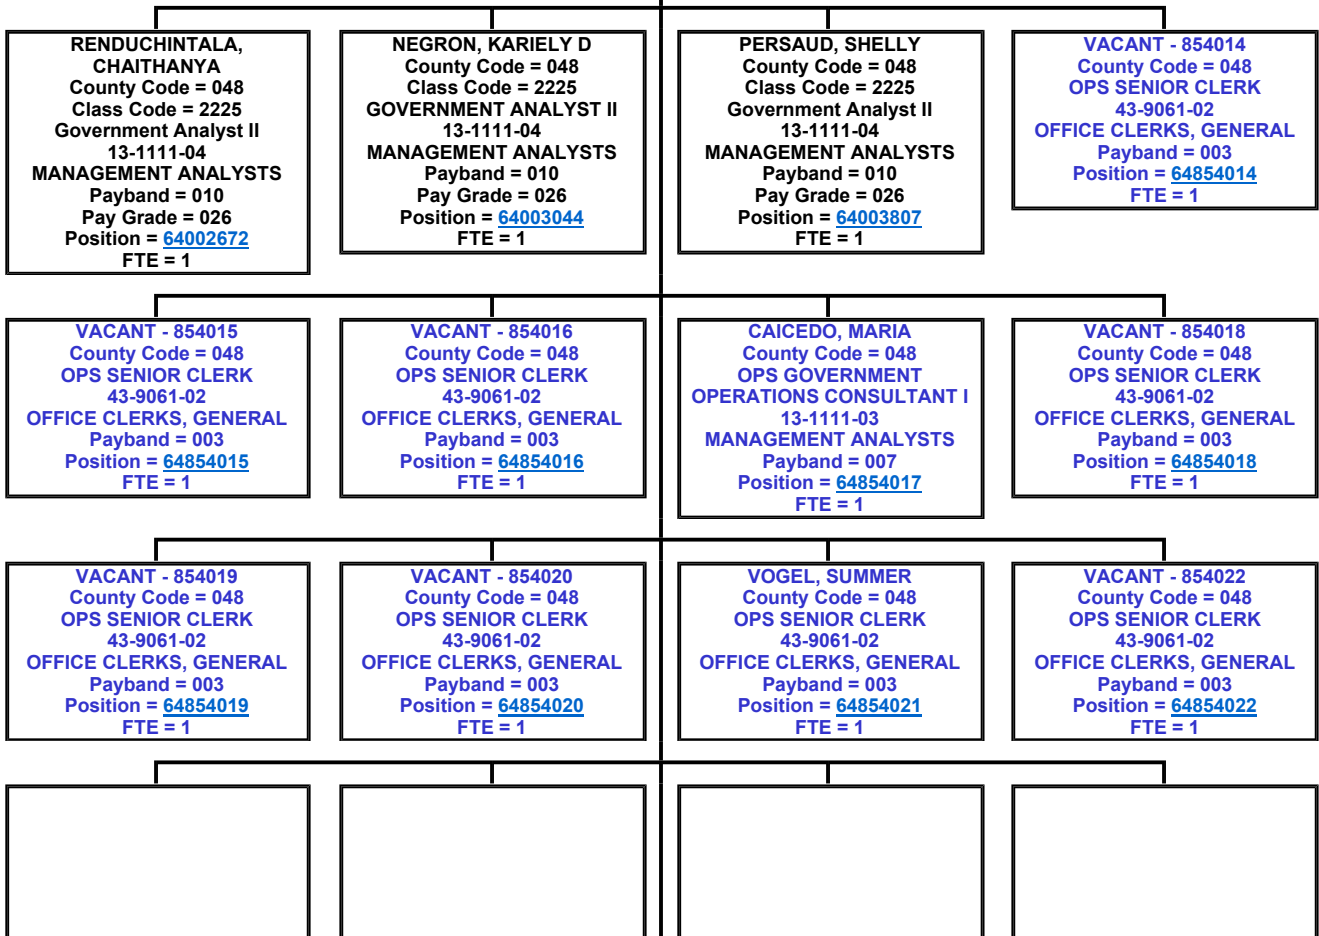 RENDUCHINTALA,
CHAITHANYA
County Code = 048
Class Code = 2225
Government Analyst II
13-1111-04
MANAGEMENT ANALYSTS
Payband = 010
Pay Grade = 026
Position = 64002672
FTE = 1
NEGRON, KARIELY D
County Code = 048
Class Code = 2225
GOVERNMENT ANALYST II
13-1111-04
MANAGEMENT ANALYSTS
Payband = 010
Pay Grade = 026
Position = 64003044
FTE = 1
PERSAUD, SHELLY
County Code = 048
Class Code = 2225
Government Analyst II
13-1111-04
MANAGEMENT ANALYSTS
Payband = 010
Pay Grade = 026
Position = 64003807
FTE = 1
VACANT - 854014
County Code = 048
OPS SENIOR CLERK
43-9061-02
OFFICE CLERKS, GENERAL
Payband = 003
Position = 64854014
FTE = 1
VACANT - 854015
County Code = 048
OPS SENIOR CLERK
43-9061-02
OFFICE CLERKS, GENERAL
Payband = 003
Position = 64854015
FTE = 1
VACANT - 854016
County Code = 048
OPS SENIOR CLERK
43-9061-02
OFFICE CLERKS, GENERAL
Payband = 003
Position = 64854016
FTE = 1
CAICEDO, MARIA
County Code = 048
OPS GOVERNMENT
OPERATIONS CONSULTANT I
13-1111-03
MANAGEMENT ANALYSTS
Payband = 007
Position = 64854017
FTE = 1
VACANT - 854018
County Code = 048
OPS SENIOR CLERK
43-9061-02
OFFICE CLERKS, GENERAL
Payband = 003
Position = 64854018
FTE = 1
VACANT - 854019
County Code = 048
OPS SENIOR CLERK
43-9061-02
OFFICE CLERKS, GENERAL
Payband = 003
Position = 64854019
FTE = 1
VACANT - 854020
County Code = 048
OPS SENIOR CLERK
43-9061-02
OFFICE CLERKS, GENERAL
Payband = 003
Position = 64854020
FTE = 1
VOGEL, SUMMER
County Code = 048
OPS SENIOR CLERK
43-9061-02
OFFICE CLERKS, GENERAL
Payband = 003
Position = 64854021
FTE = 1
VACANT - 854022
County Code = 048
OPS SENIOR CLERK
43-9061-02
OFFICE CLERKS, GENERAL
Payband = 003
Position = 64854022
FTE = 1